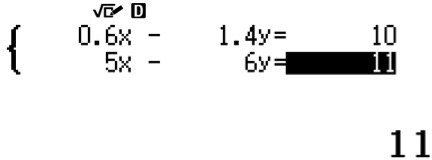 √□ D
0.6x - 1.4y= 10
5x - 6y= 11
11